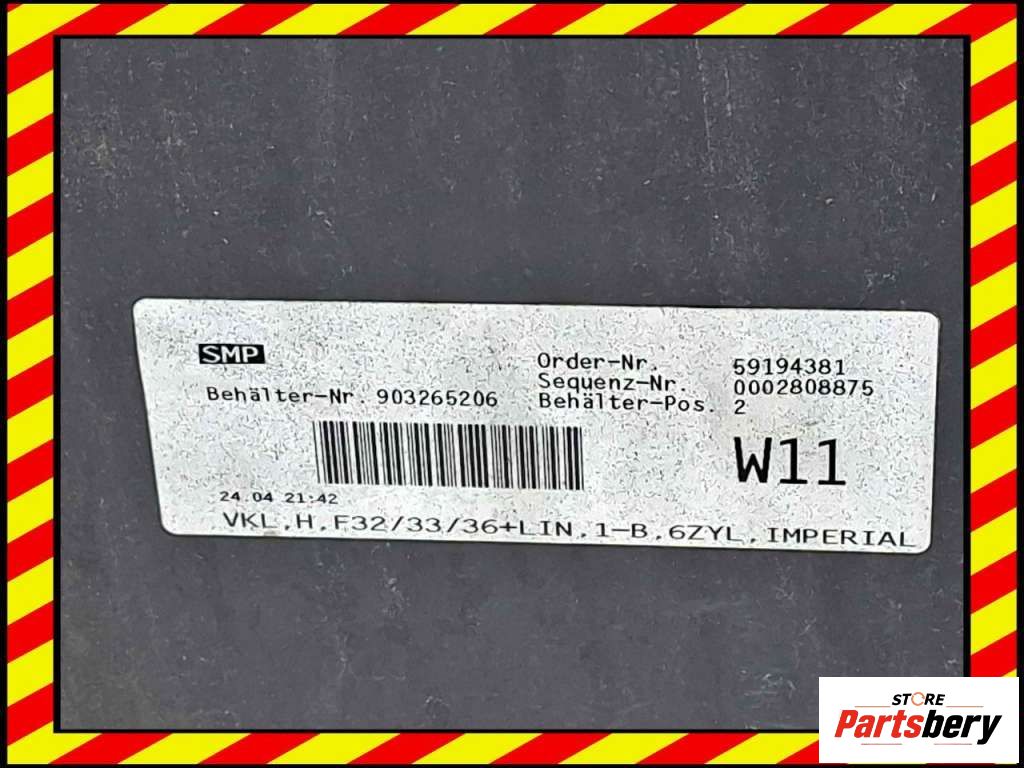 SMP
Order-Nr. 59194381
Sequenz-Nr. 0002808875
Behälter-Nr. 903265206
Behälter-Pos. 2
W11
24.04 21:42
VKL,H,F32/33/36+LIN,1-B,6ZYL,IMPERIAL
STORE
Partsbery